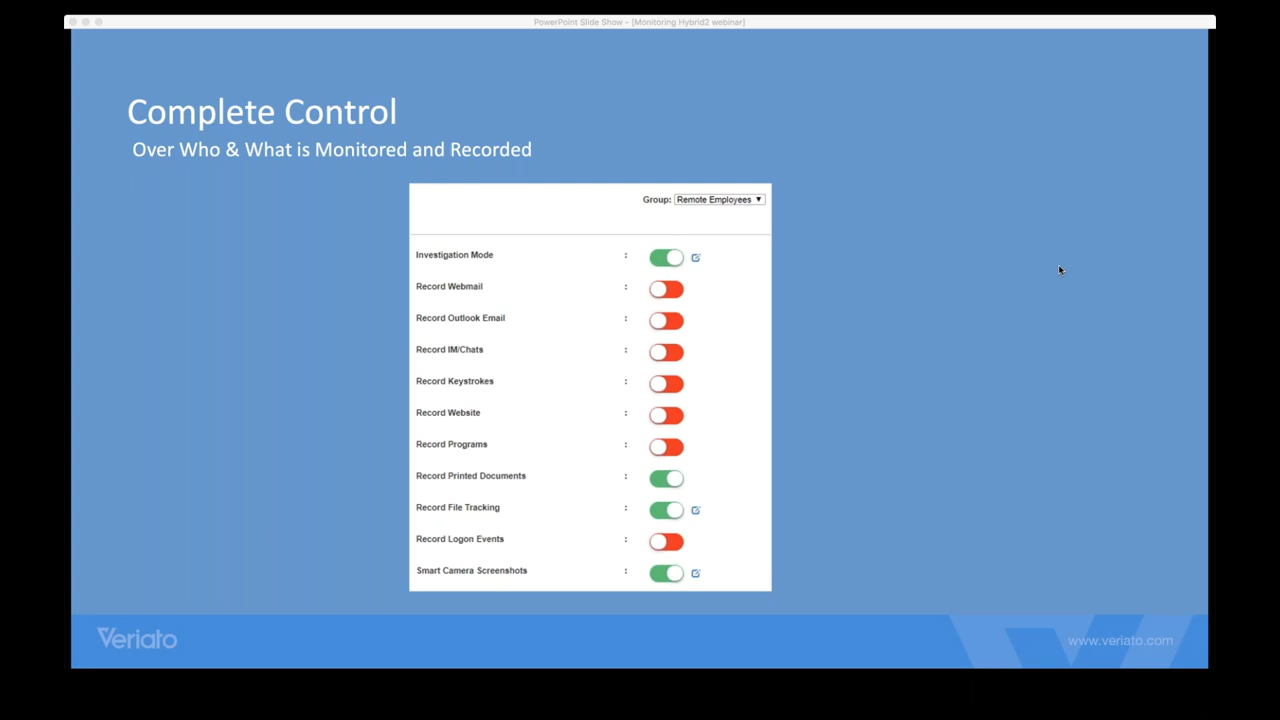 PowerPoint Slide Show - [Monitoring Hybrid2 webinar]
Complete Control
Over Who & What is Monitored and Recorded
Group: Remote Employees
Investigation Mode :
Record Webmail :
Record Outlook Email :
Record IM/Chats :
Record Keystrokes :
Record Website :
Record Programs :
Record Printed Documents :
Record File Tracking :
Record Logon Events :
Smart Camera Screenshots :
Veriato www.veriato.com